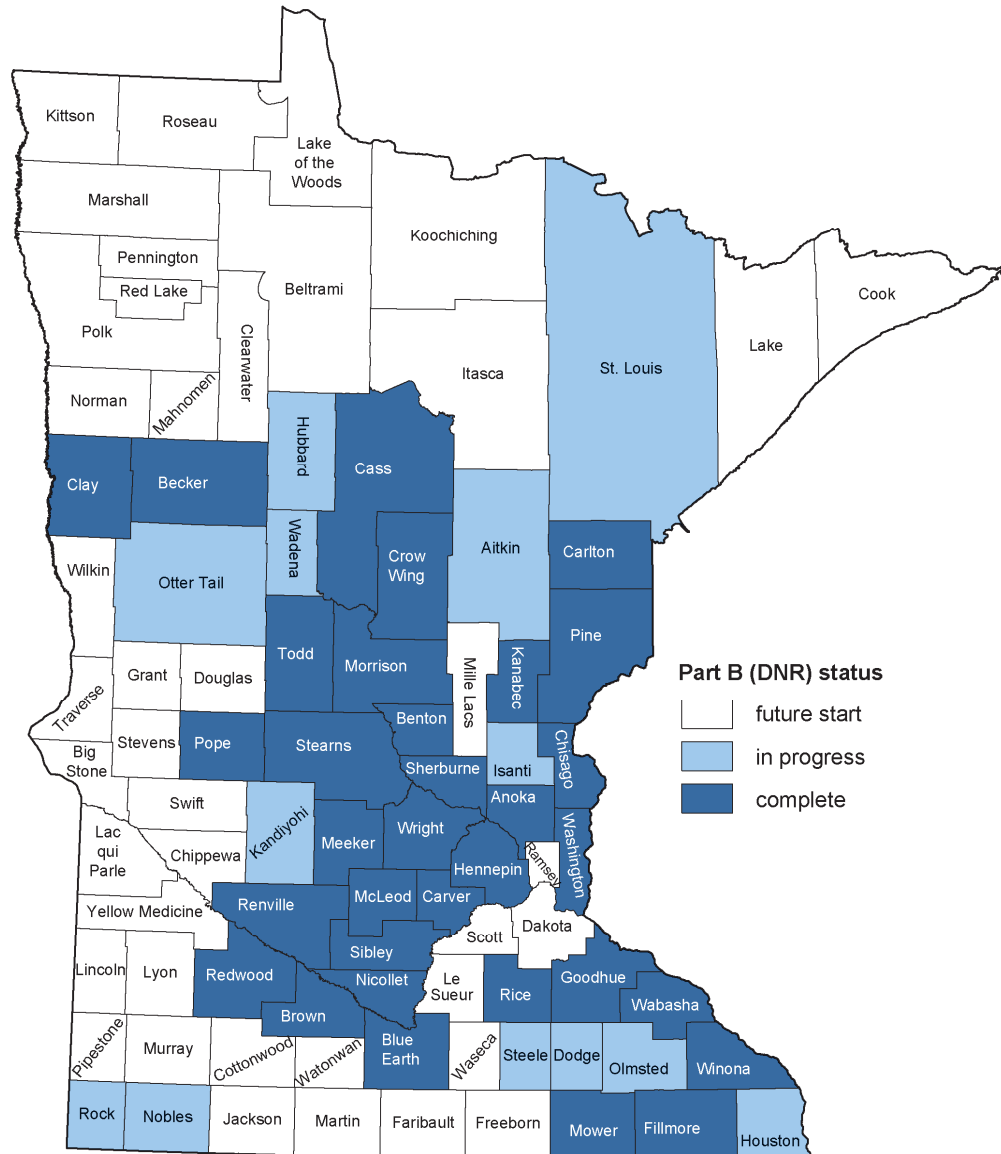 Kittson
Roseau
Lake
of the
Woods
Marshall
Koochiching
Pennington
Red Lake
Beltrami
Cook
Polk
Clearwater
Lake
Itasca
St. Louis
Norman
Mahnomen
Hubbard
Cass
Clay
Becker
Wadena
Aitkin
Crow
Wing
Carlton
Wilkin
Otter Tail
Pine
Todd
Morrison
Mille Lacs
Kanabec
Grant
Douglas
Part B (DNR) status
future start
in progress
complete
Traverse
Stevens
Pope
Stearns
Benton
Big
Stone
Sherburne
Isanti
Chisago
Swift
Kandiyohi
Anoka
Meeker
Wright
Washington
Lac
qui
Parle
Chippewa
Hennepin
Ramsey
Yellow Medicine
Renville
McLeod
Carver
Scott
Dakota
Sibley
Lincoln
Lyon
Redwood
Nicollet
Le
Sueur
Rice
Goodhue
Wabasha
Brown
Pipestone
Murray
Cottonwood
Watonwan
Blue
Earth
Waseca
Steele
Dodge
Olmsted
Winona
Rock
Nobles
Jackson
Martin
Faribault
Freeborn
Mower
Fillmore
Houston